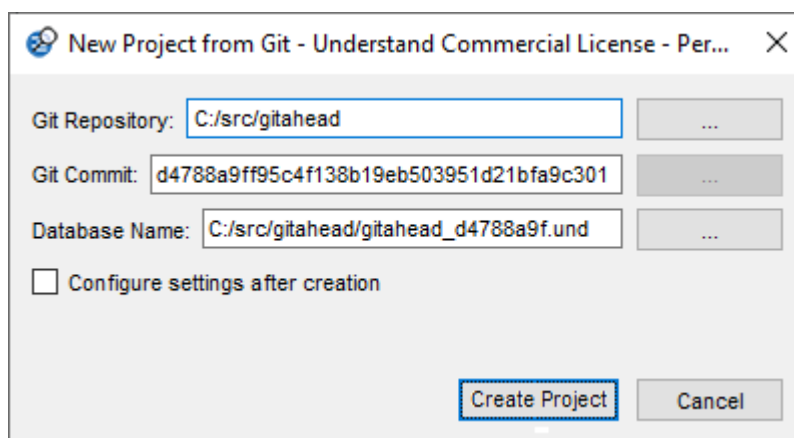 New Project from Git - Understand Commercial License - Per...
Git Repository: C:/src/gitahead ...
Git Commit: d4788a9ff95c4f138b19eb503951d21bfa9c301 ...
Database Name: C:/src/gitahead/gitahead_d4788a9f.und ...
Configure settings after creation
Create Project Cancel